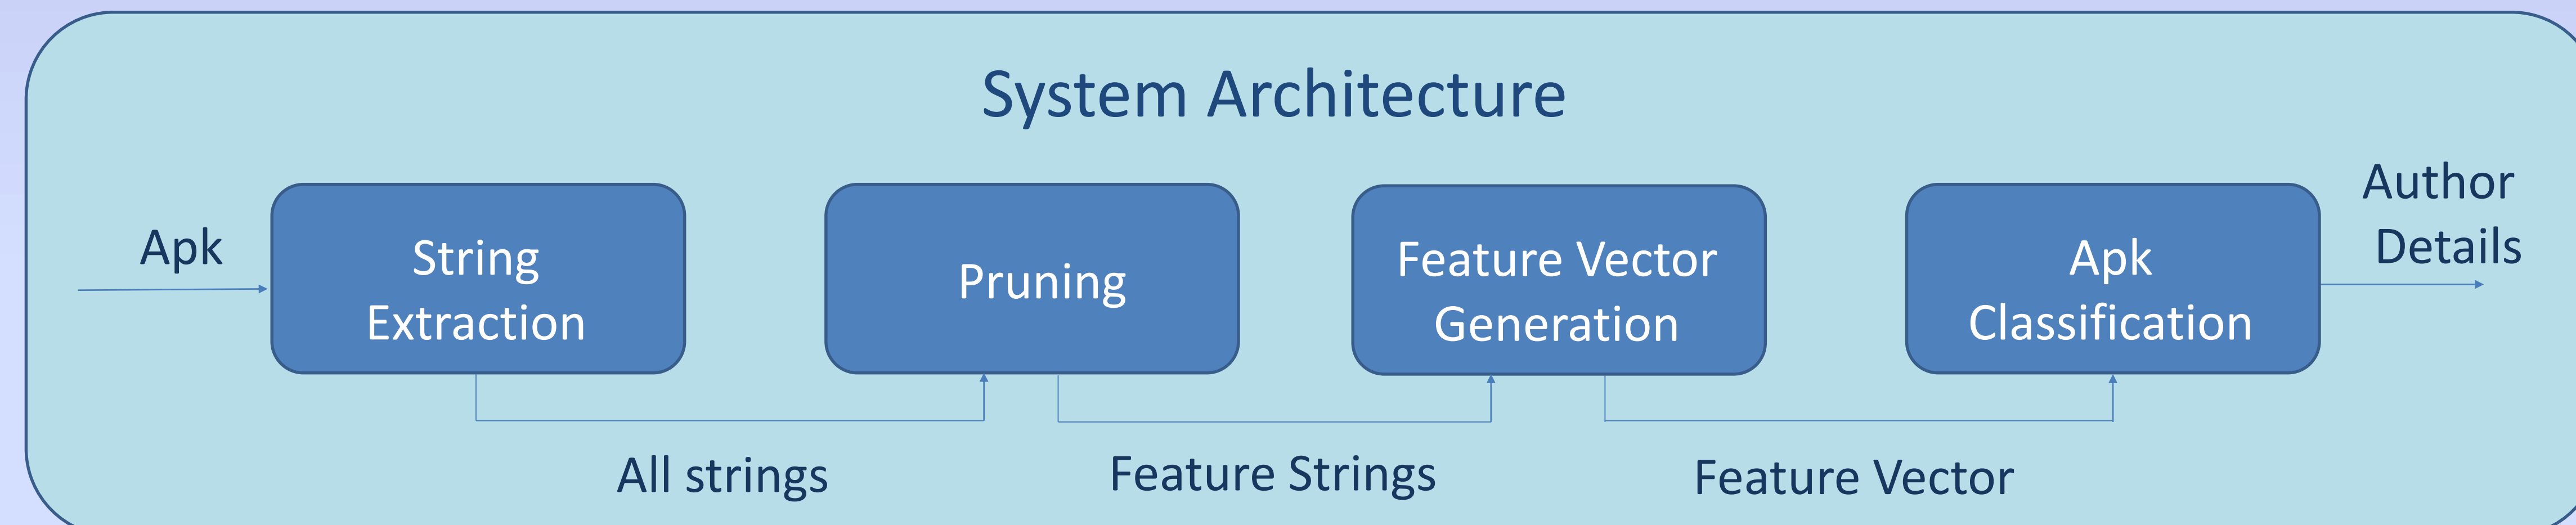 System Architecture
Apk
String
Extraction
Pruning
Feature Vector
Generation
Apk
Classification
Author
Details
All strings
Feature Strings
Feature Vector